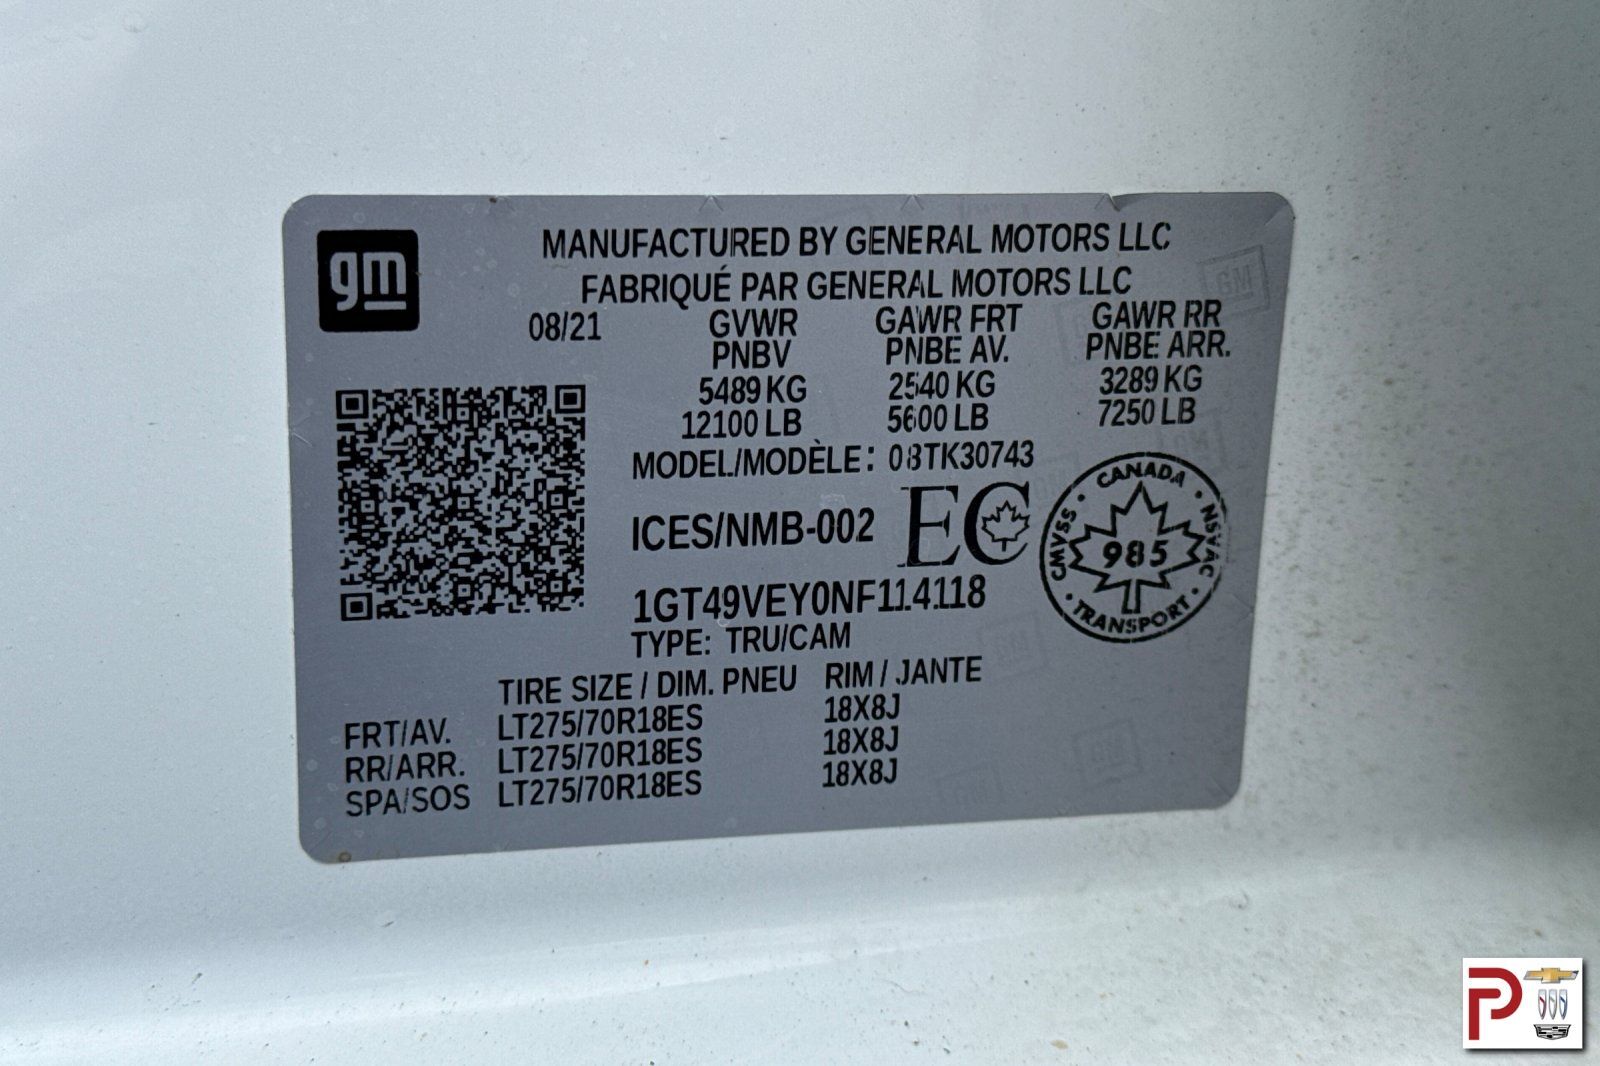 gm
MANUFACTURED BY GENERAL MOTORS LLC
FABRIQUÉ PAR GENERAL MOTORS LLC
08/21 GVWR GAWR FRT GAWR RR
PNBV PNBE AV. PNBE ARR.
5489 KG 2540 KG 3289 KG
12100 LB 5600 LB 7250 LB
MODEL/MODÈLE: 08TK30743
ICES/NMB-002 EC
CANADA
CMVSS 985 NSVAC
TRANSPORT
1GT49VEY0NF114118
TYPE: TRU/CAM
TIRE SIZE / DIM. PNEU RIM / JANTE
FRT/AV. LT275/70R18ES 18X8J
RR/ARR. LT275/70R18ES 18X8J
SPA/SOS LT275/70R18ES 18X8J
P